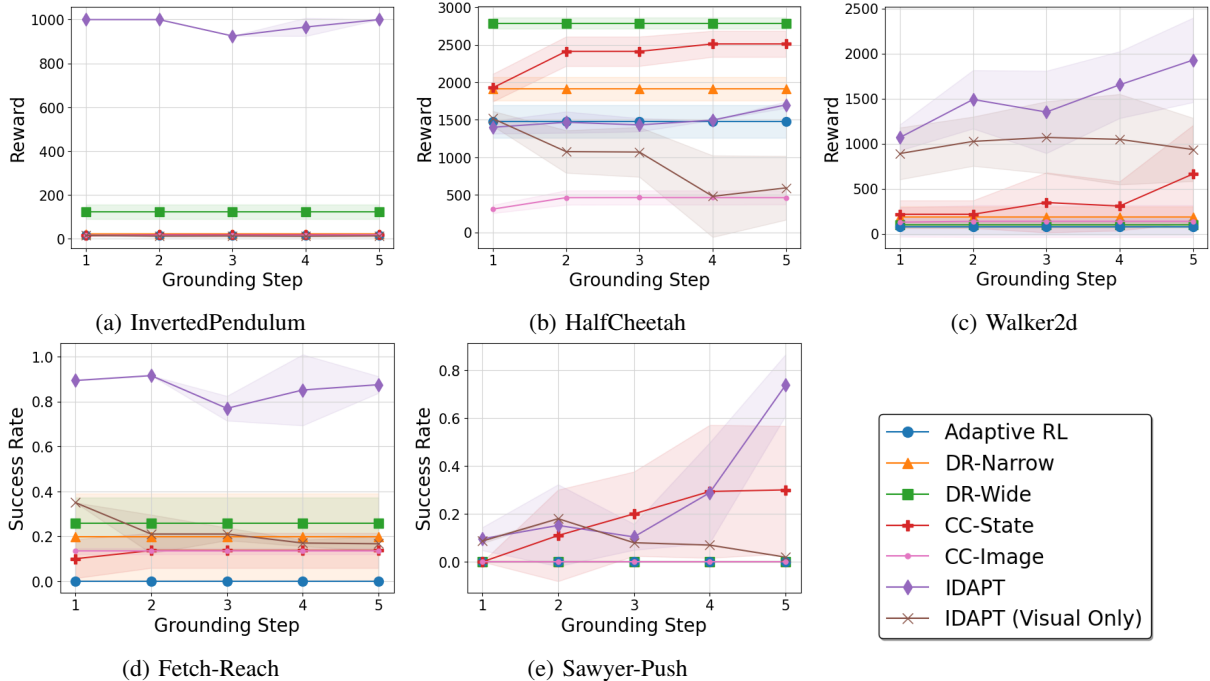 1000
800
600
400
200
0
Reward
1 2 3 4 5
Grounding Step
(a) InvertedPendulum
3000
2500
2000
1500
1000
500
0
Reward
1 2 3 4 5
Grounding Step
(b) HalfCheetah
2500
2000
1500
1000
500
0
Reward
1 2 3 4 5
Grounding Step
(c) Walker2d
1.0
0.8
0.6
0.4
0.2
0.0
Success Rate
1 2 3 4 5
Grounding Step
(d) Fetch-Reach
0.8
0.6
0.4
0.2
0.0
Success Rate
1 2 3 4 5
Grounding Step
(e) Sawyer-Push
Adaptive RL
DR-Narrow
DR-Wide
CC-State
CC-Image
IDAPT
IDAPT (Visual Only)